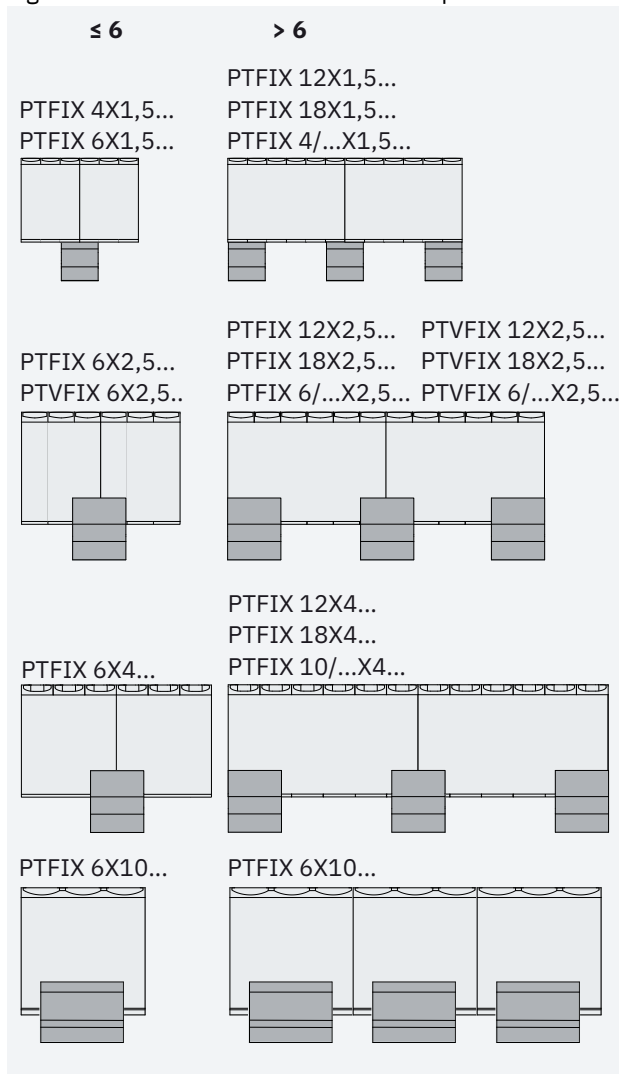 ≤ 6 > 6
PTFIX 12X1,5...
PTFIX 4X1,5... PTFIX 18X1,5...
PTFIX 6X1,5... PTFIX 4/...X1,5...
PTFIX 12X2,5... PTVFIX 12X2,5...
PTFIX 6X2,5... PTFIX 18X2,5... PTVFIX 18X2,5...
PTVFIX 6X2,5.. PTFIX 6/...X2,5... PTVFIX 6/...X2,5...
PTFIX 12X4...
PTFIX 18X4...
PTFIX 6X4... PTFIX 10/...X4...
PTFIX 6X10... PTFIX 6X10...